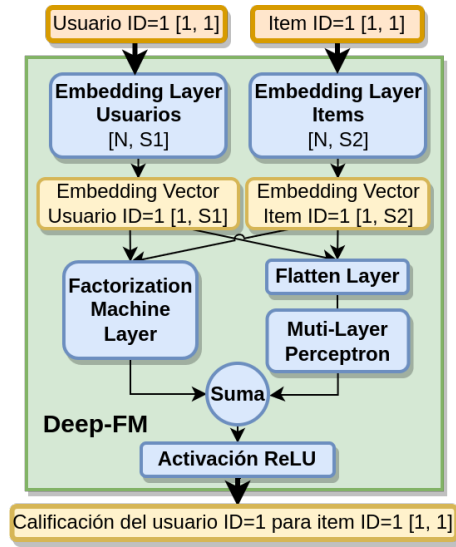 Usuario ID=1 [1, 1]
Item ID=1 [1, 1]
Embedding Layer
Usuarios
[N, S1]
Embedding Layer
Items
[N, S2]
Embedding Vector
Usuario ID=1 [1, S1]
Embedding Vector
Item ID=1 [1, S2]
Factorization
Machine
Layer
Flatten Layer
Muti-Layer
Perceptron
Suma
Deep-FM
Activación ReLU
Calificación del usuario ID=1 para item ID=1 [1, 1]